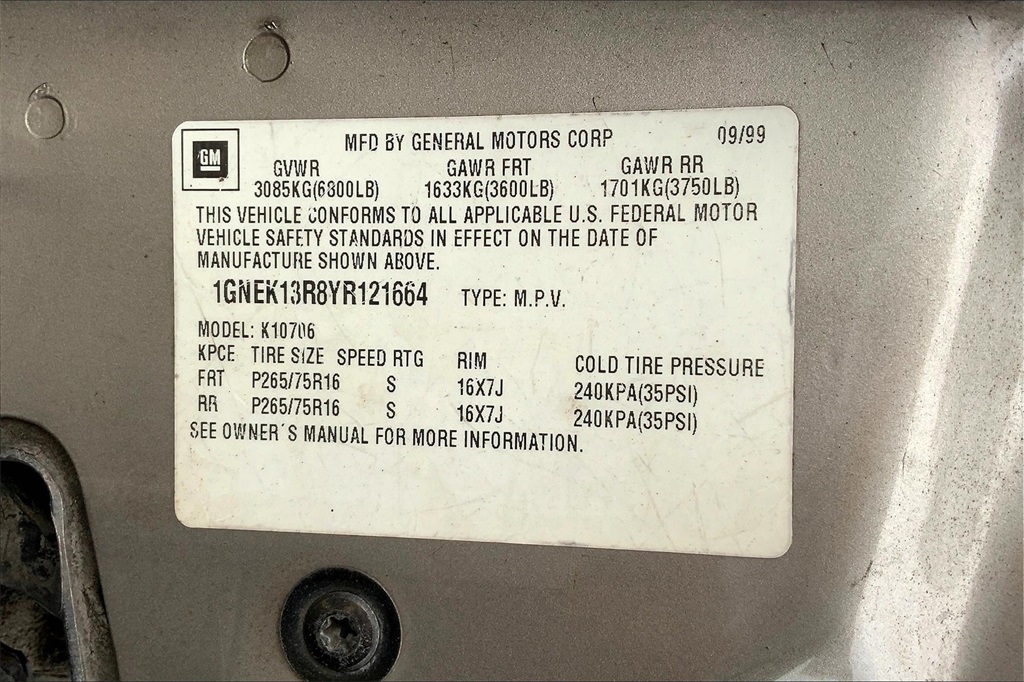 GM
MFD BY GENERAL MOTORS CORP 09/99
GVWR GAWR FRT GAWR RR
3085KG(6800LB) 1633KG(3600LB) 1701KG(3750LB)
THIS VEHICLE CONFORMS TO ALL APPLICABLE U.S. FEDERAL MOTOR
VEHICLE SAFETY STANDARDS IN EFFECT ON THE DATE OF
MANUFACTURE SHOWN ABOVE.
1GNEK13R8YR121664 TYPE: M.P.V.
MODEL: K10706
KPCE TIRE SIZE SPEED RTG RIM COLD TIRE PRESSURE
FRT P265/75R16 S 16X7J 240KPA(35PSI)
RR P265/75R16 S 16X7J 240KPA(35PSI)
SEE OWNER'S MANUAL FOR MORE INFORMATION.